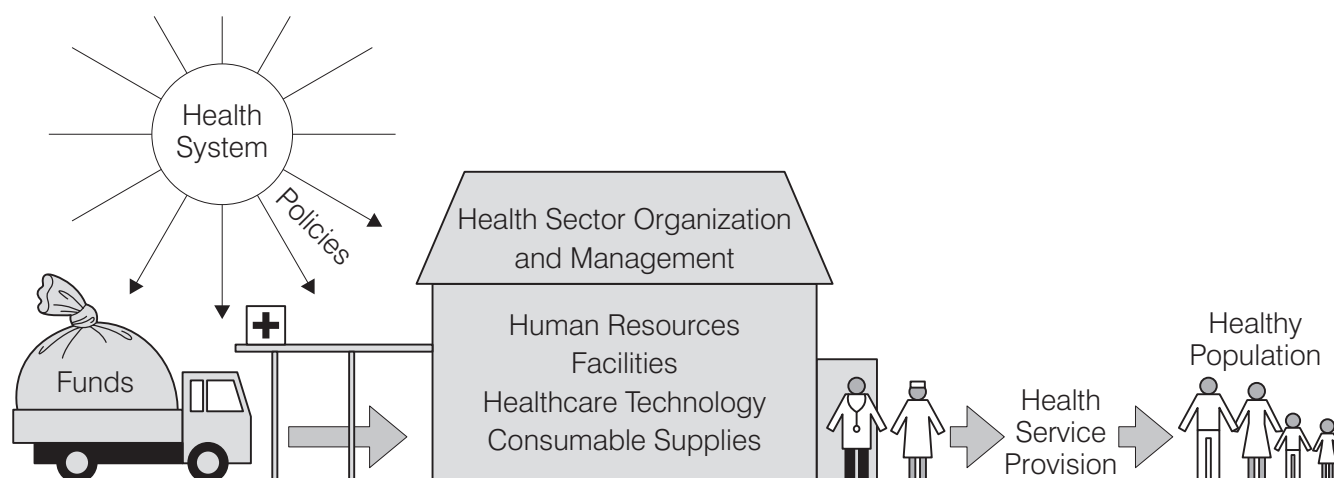 Health
System
Policies
Health Sector Organization
and Management
Funds
Human Resources
Facilities
Healthcare Technology
Consumable Supplies
Health
Service
Provision
Healthy
Population